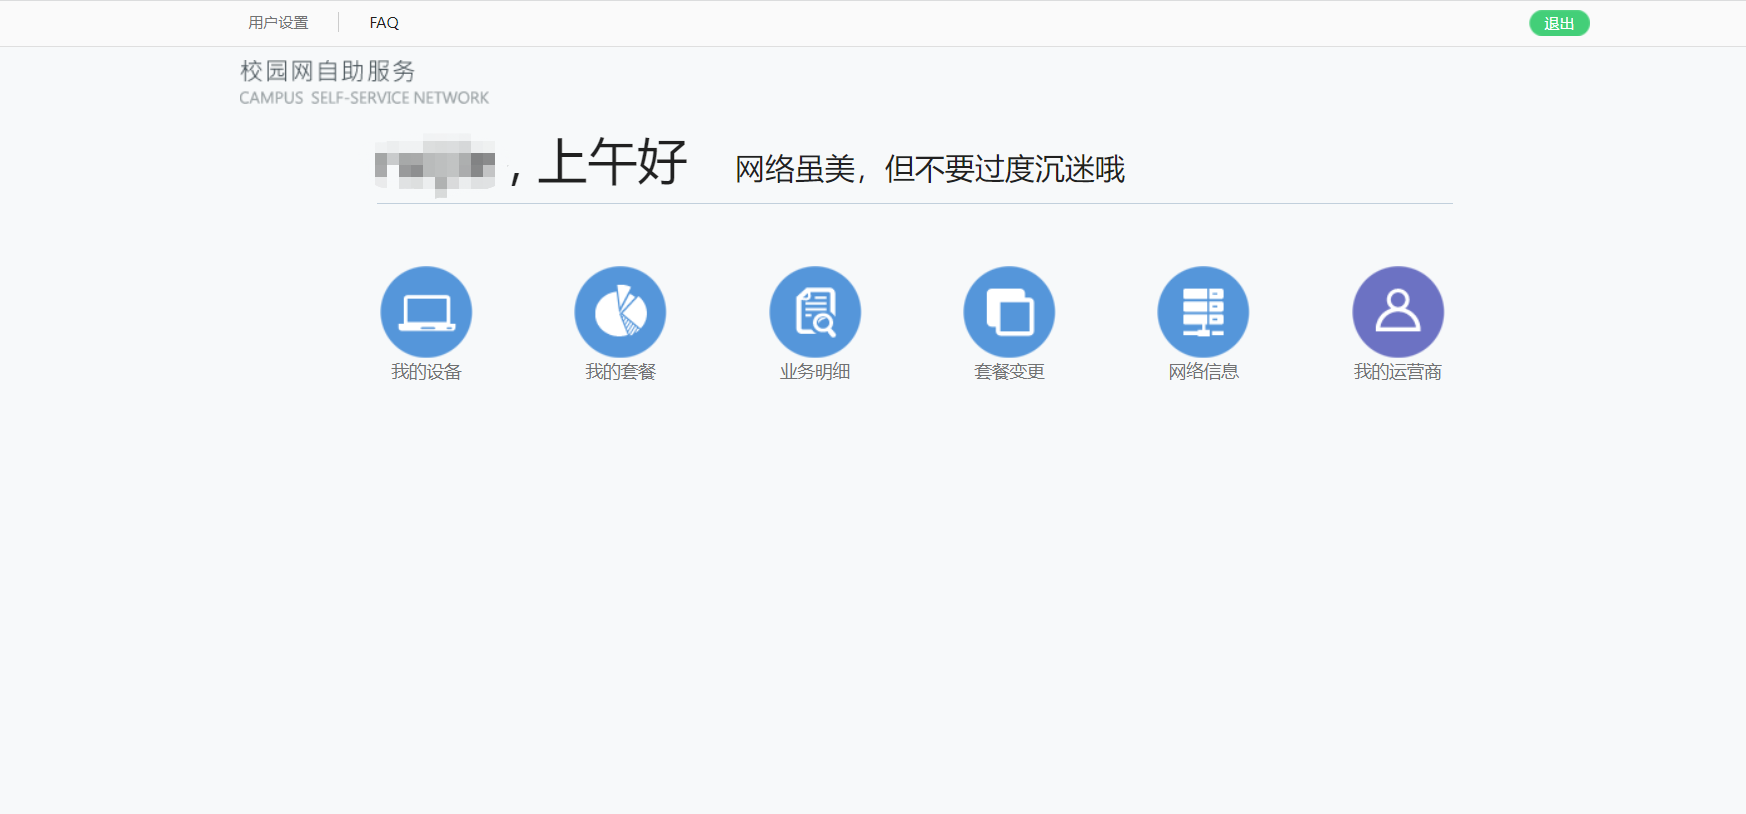 用户设置 FAQ 退出
校园网自助服务
CAMPUS SELF-SERVICE NETWORK
，上午好 网络虽美，但不要过度沉迷哦
我的设备 我的套餐 业务明细 套餐变更 网络信息 我的运营商